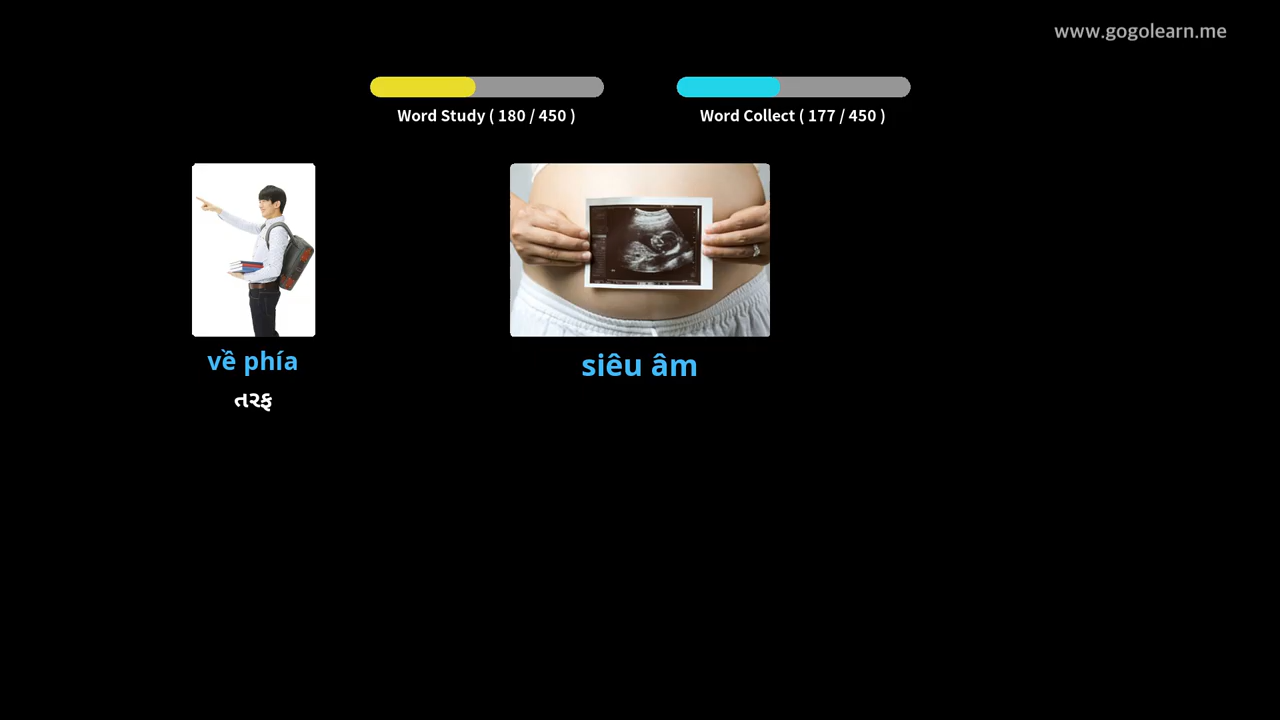 www.gogolearn.me
Word Study ( 180 / 450 )
Word Collect ( 177 / 450 )
về phía
તરફ
siêu âm